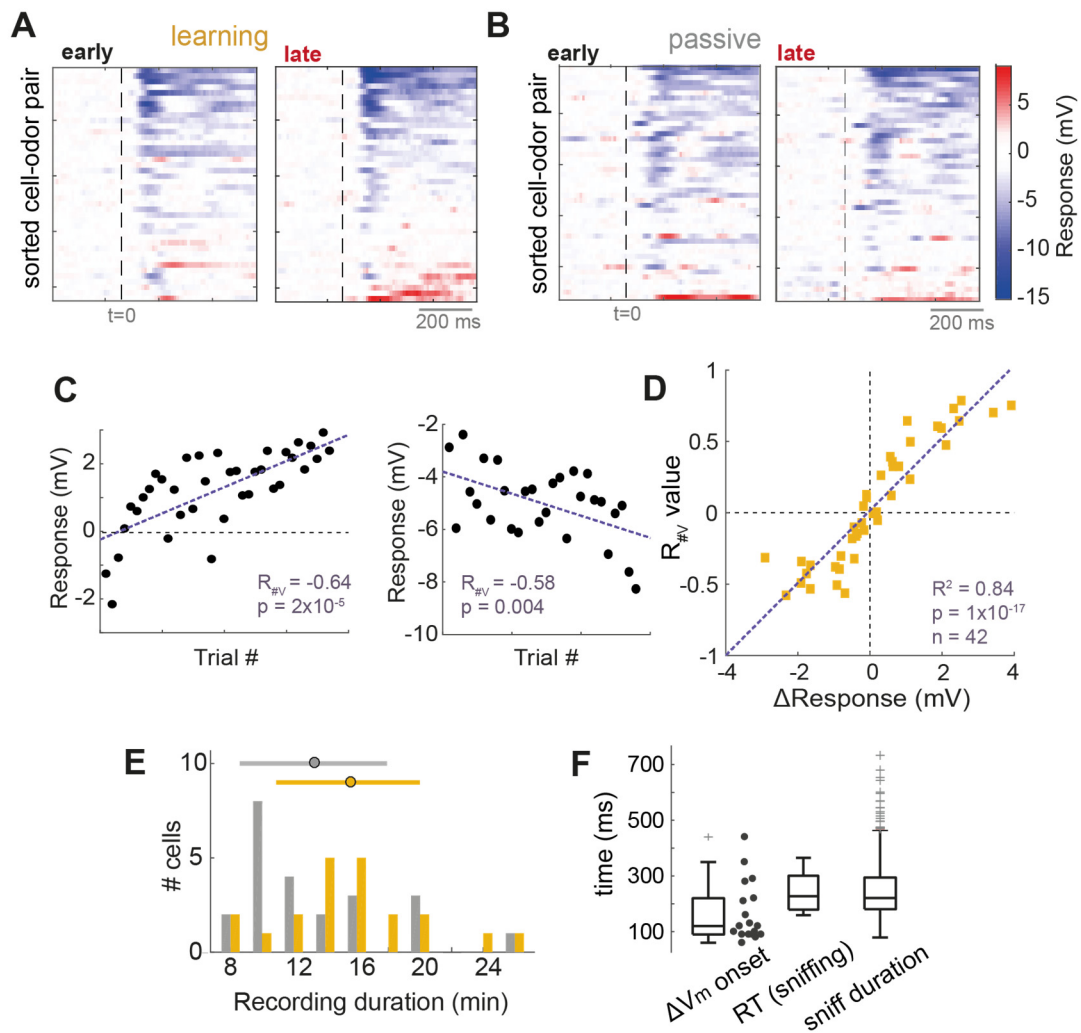 A
learning
early
late
sorted cell-odor pair
t=0
200 ms
B
passive
early
late
sorted cell-odor pair
t=0
200 ms
5
0
-5
-10
-15
Response (mV)
C
2
0
-2
Response (mV)
R#V = -0.64
p = 2x10-5
Trial #
-2
-4
-6
-8
-10
Response (mV)
R#V = -0.58
p = 0.004
Trial #
D
1
0.5
0
-0.5
-1
R#V value
R2 = 0.84
p = 1x10-17
n = 42
-4 -2 0 2 4
ΔResponse (mV)
E
10
5
0
# cells
8 12 16 20 24
Recording duration (min)
F
700
500
300
100
time (ms)
ΔVm onset
RT (sniffing)
sniff duration